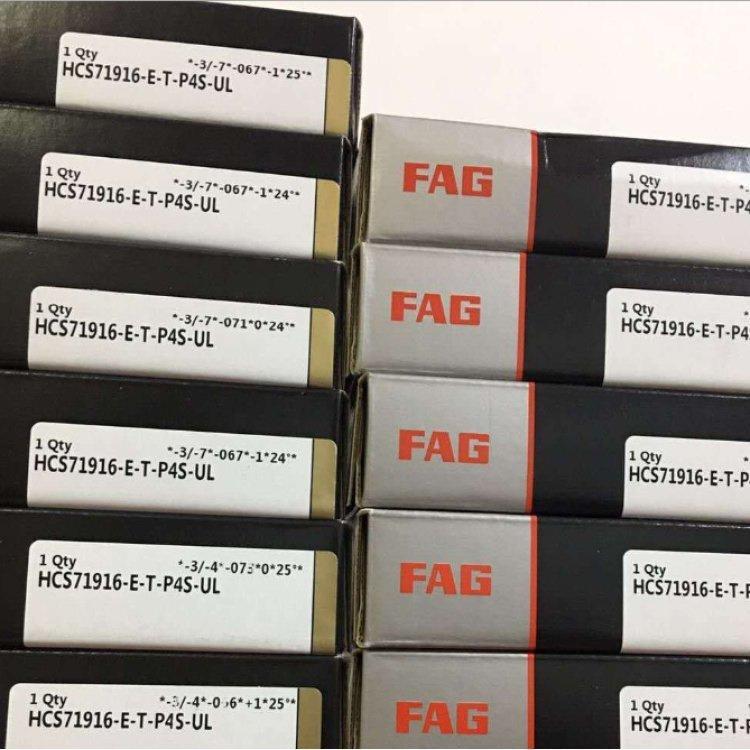 1 Qty *-3/-7*-067*-1*25°*
HCS71916-E-T-P4S-UL
1 Qty *-3/-7*-067*-1*24°*
HCS71916-E-T-P4S-UL
1 Qty *-3/-7*-071*0*24°*
HCS71916-E-T-P4S-UL
1 Qty *-3/-7*-067*-1*24°*
HCS71916-E-T-P4S-UL
1 Qty
HCS71916-E-T-P4S-UL
1 Qty
HCS71916-E-T-P4S-UL
FAG
1 Qty
HCS71916-E-T-P4
FAG
1 Qty
HCS71916-E-T-P4
FAG
1 Qty
HCS71916-E-T-P
FAG
1 Qty
HCS71916-E-T-P
FAG
1 Qty
HCS71916-E-T-P